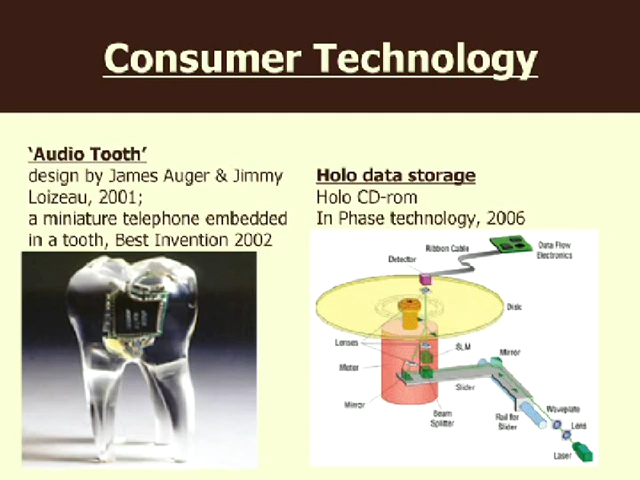 Consumer Technology
‘Audio Tooth’
design by James Auger & Jimmy
Loizeau, 2001;
a miniature telephone embedded
in a tooth, Best Invention 2002
Holo data storage
Holo CD-rom
In Phase technology, 2006
Ribbon Cable
Data Flow
Electronics
Detector
Disk
Lenses
SLM
Mirror
Motor
Slider
Mirror
Beam
Splitter
Rail for
Slider
Waveplate
Lens
Laser